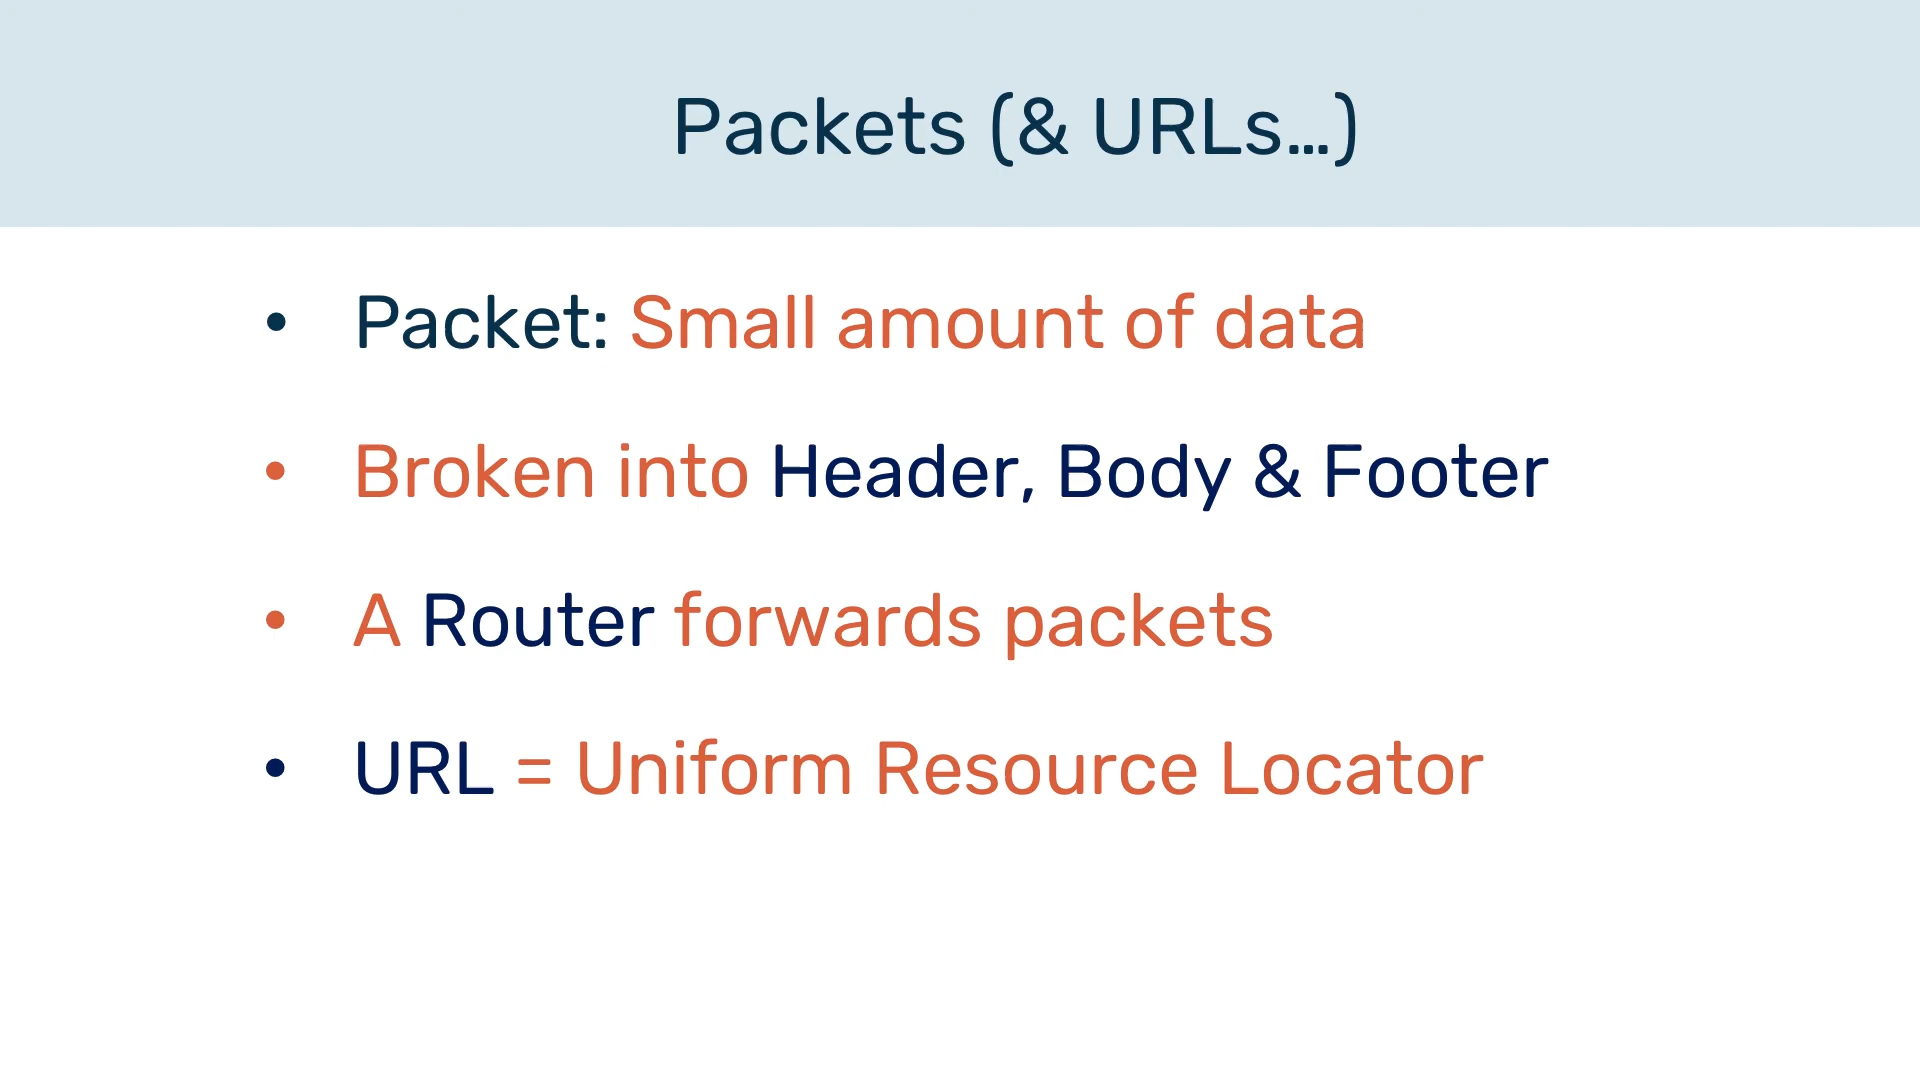 Packets (& URLs...)
• Packet: Small amount of data
• Broken into Header, Body & Footer
• A Router forwards packets
• URL = Uniform Resource Locator